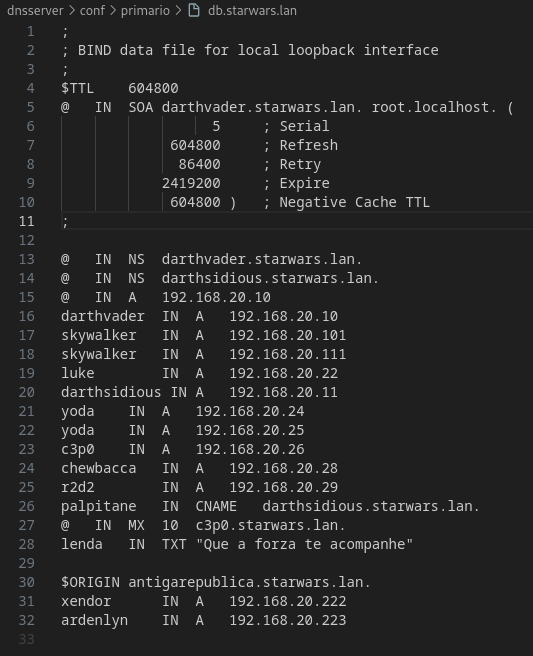 dnsserver > conf > primario > db.starwars.lan
1 ;
2 ; BIND data file for local loopback interface
3 ;
4 $TTL 604800
5 @ IN SOA darthvader.starwars.lan. root.localhost. (
6 5 ; Serial
7 604800 ; Refresh
8 86400 ; Retry
9 2419200 ; Expire
10 604800 ) ; Negative Cache TTL
11 ;
12
13 @ IN NS darthvader.starwars.lan.
14 @ IN NS darthsidious.starwars.lan.
15 @ IN A 192.168.20.10
16 darthvader IN A 192.168.20.10
17 skywalker IN A 192.168.20.101
18 skywalker IN A 192.168.20.111
19 luke IN A 192.168.20.22
20 darthsidious IN A 192.168.20.11
21 yoda IN A 192.168.20.24
22 yoda IN A 192.168.20.25
23 c3p0 IN A 192.168.20.26
24 chewbacca IN A 192.168.20.28
25 r2d2 IN A 192.168.20.29
26 palpitane IN CNAME darthsidious.starwars.lan.
27 @ IN MX 10 c3p0.starwars.lan.
28 lenda IN TXT "Que a forza te acompanhe"
29
30 $ORIGIN antigarepublica.starwars.lan.
31 xendor IN A 192.168.20.222
32 ardenlyn IN A 192.168.20.223
33